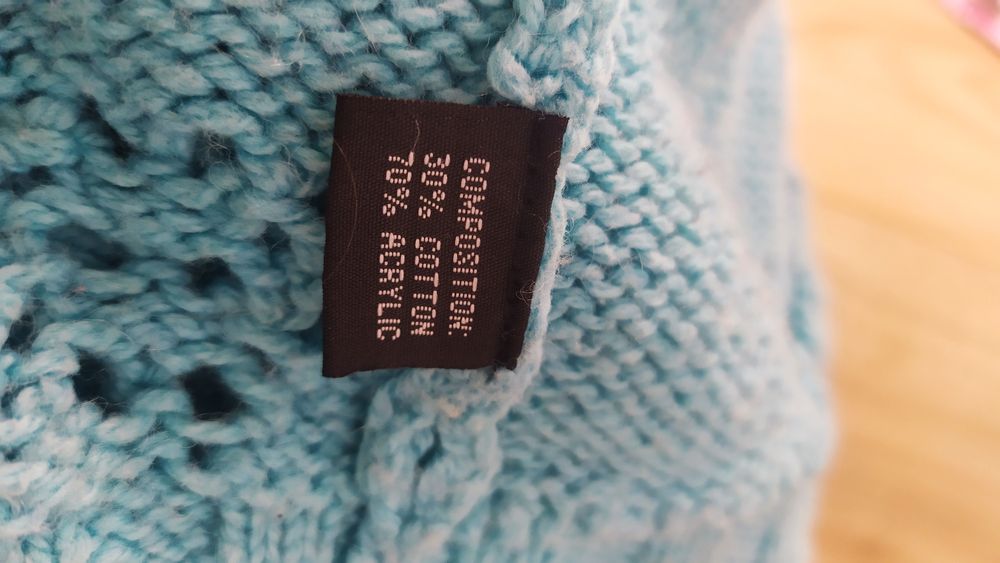 COMPOSITION:
30% COTTON
70% ACRYLIC